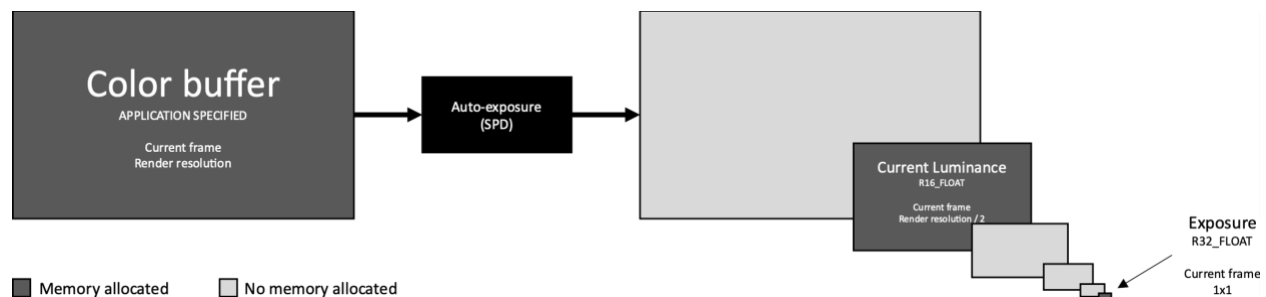 Color buffer
APPLICATION SPECIFIED
Current frame
Render resolution
Auto-exposure
(SPD)
Current Luminance
R16_FLOAT
Current frame
Render resolution / 2
Exposure
R32_FLOAT
Current frame
1x1
Memory allocated
No memory allocated